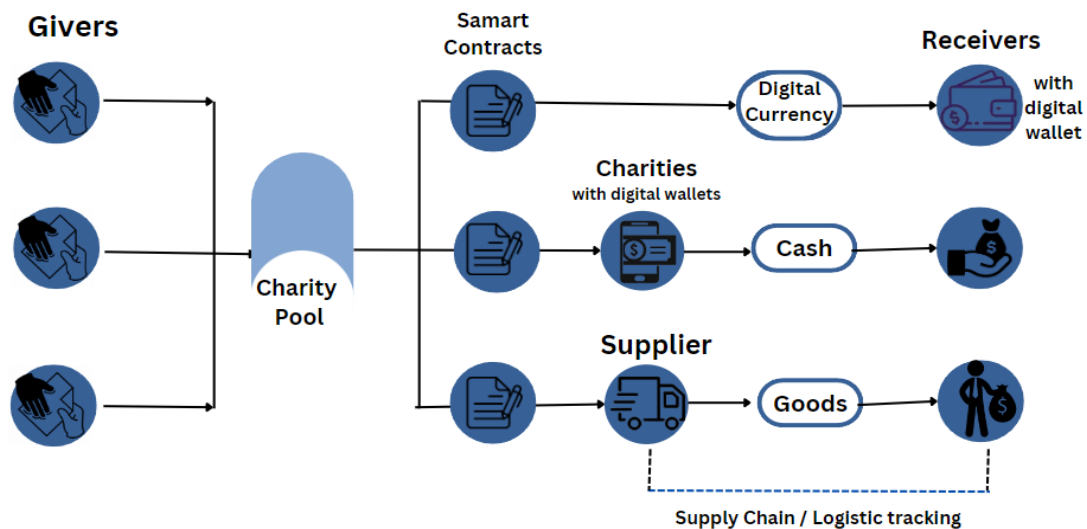 Givers
Samart
Contracts
Receivers
Digital
Currency
with
digital
wallet
Charities
with digital wallets
Charity
Pool
Cash
Supplier
Goods
Supply Chain / Logistic tracking